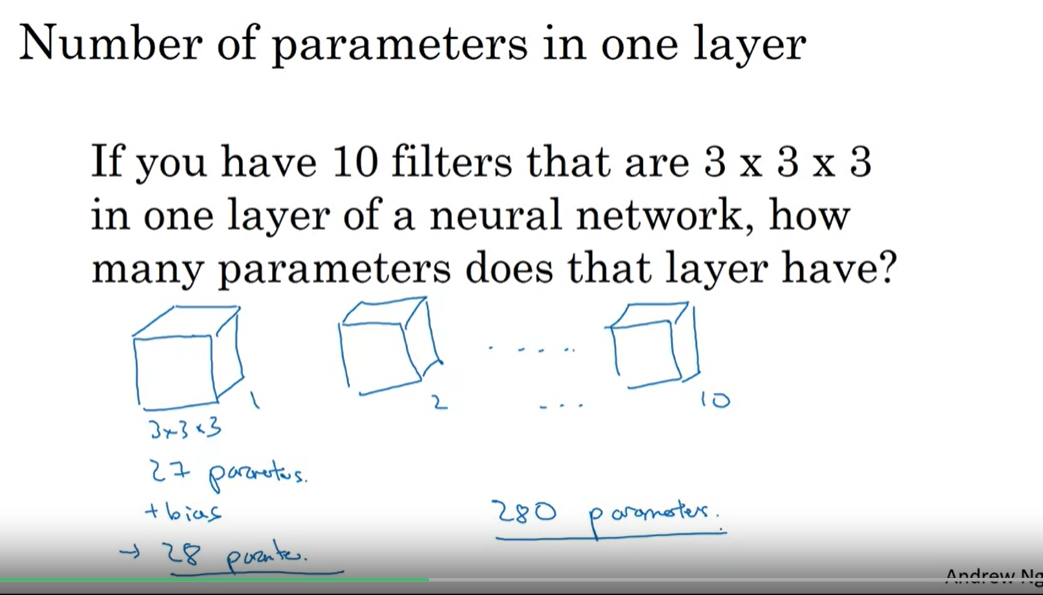 Number of parameters in one layer
If you have 10 filters that are 3 x 3 x 3
in one layer of a neural network, how
many parameters does that layer have?
1 2 ..... ... 10
3x3x3
27 parameters.
+ bias
280 parameters.
→ 28
Andrew Ng